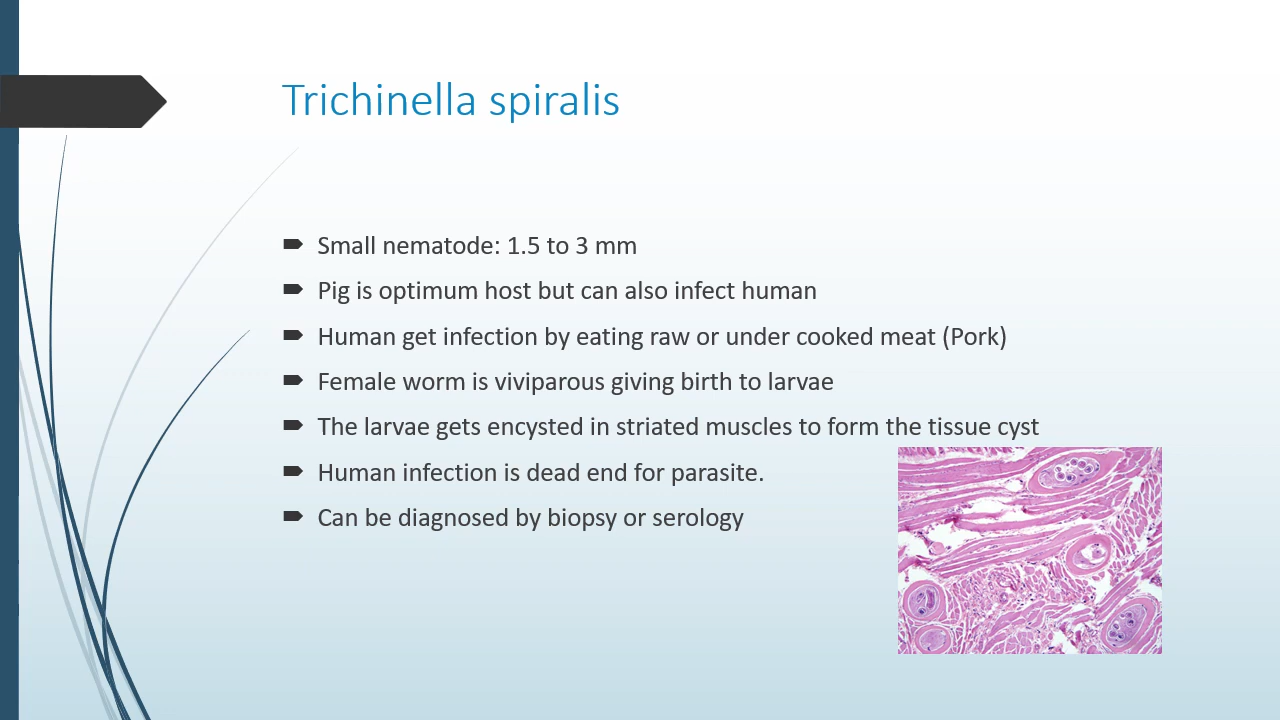 Trichinella spiralis
Small nematode: 1.5 to 3 mm
Pig is optimum host but can also infect human
Human get infection by eating raw or under cooked meat (Pork)
Female worm is viviparous giving birth to larvae
The larvae gets encysted in striated muscles to form the tissue cyst
Human infection is dead end for parasite.
Can be diagnosed by biopsy or serology